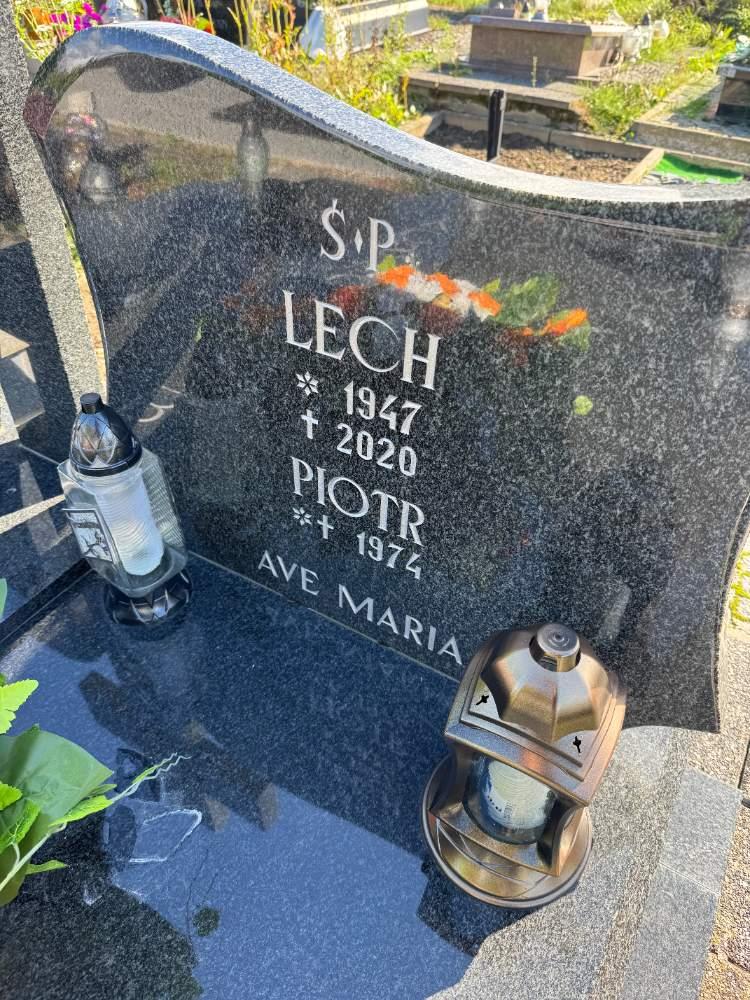 Ś·P
LECH
* 1947
† 2020
PIOTR
*† 1974
AVE MARIA